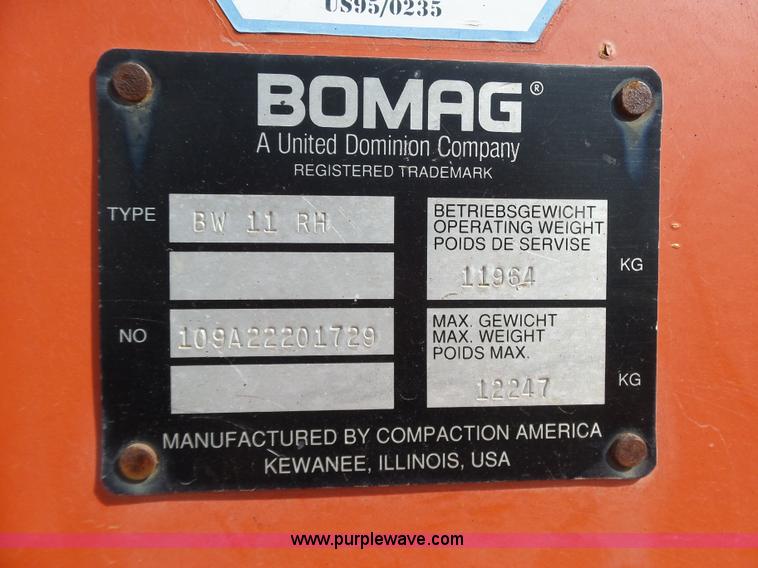 US95/0235
BOMAG®
A United Dominion Company
REGISTERED TRADEMARK
TYPE BW 11 RH
BETRIEBSGEWICHT
OPERATING WEIGHT
POIDS DE SERVISE
11964 KG
NO 109A22201729
MAX. GEWICHT
MAX. WEIGHT
POIDS MAX.
12247 KG
MANUFACTURED BY COMPACTION AMERICA
KEWANEE, ILLINOIS, USA
www.purplewave.com